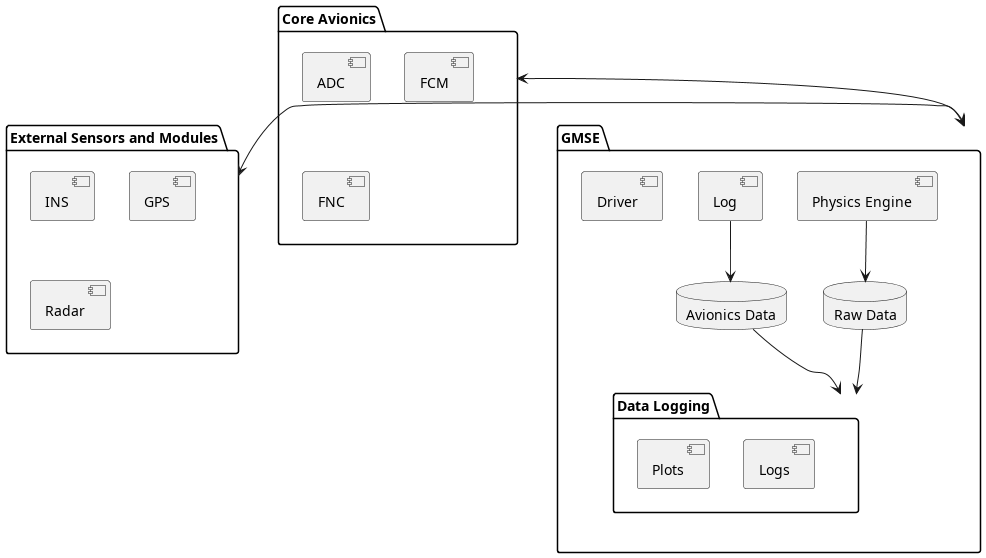 Core Avionics
ADC
FCM
FNC
External Sensors and Modules
INS
GPS
Radar
GMSE
Driver
Log
Physics Engine
Avionics Data
Raw Data
Data Logging
Plots
Logs